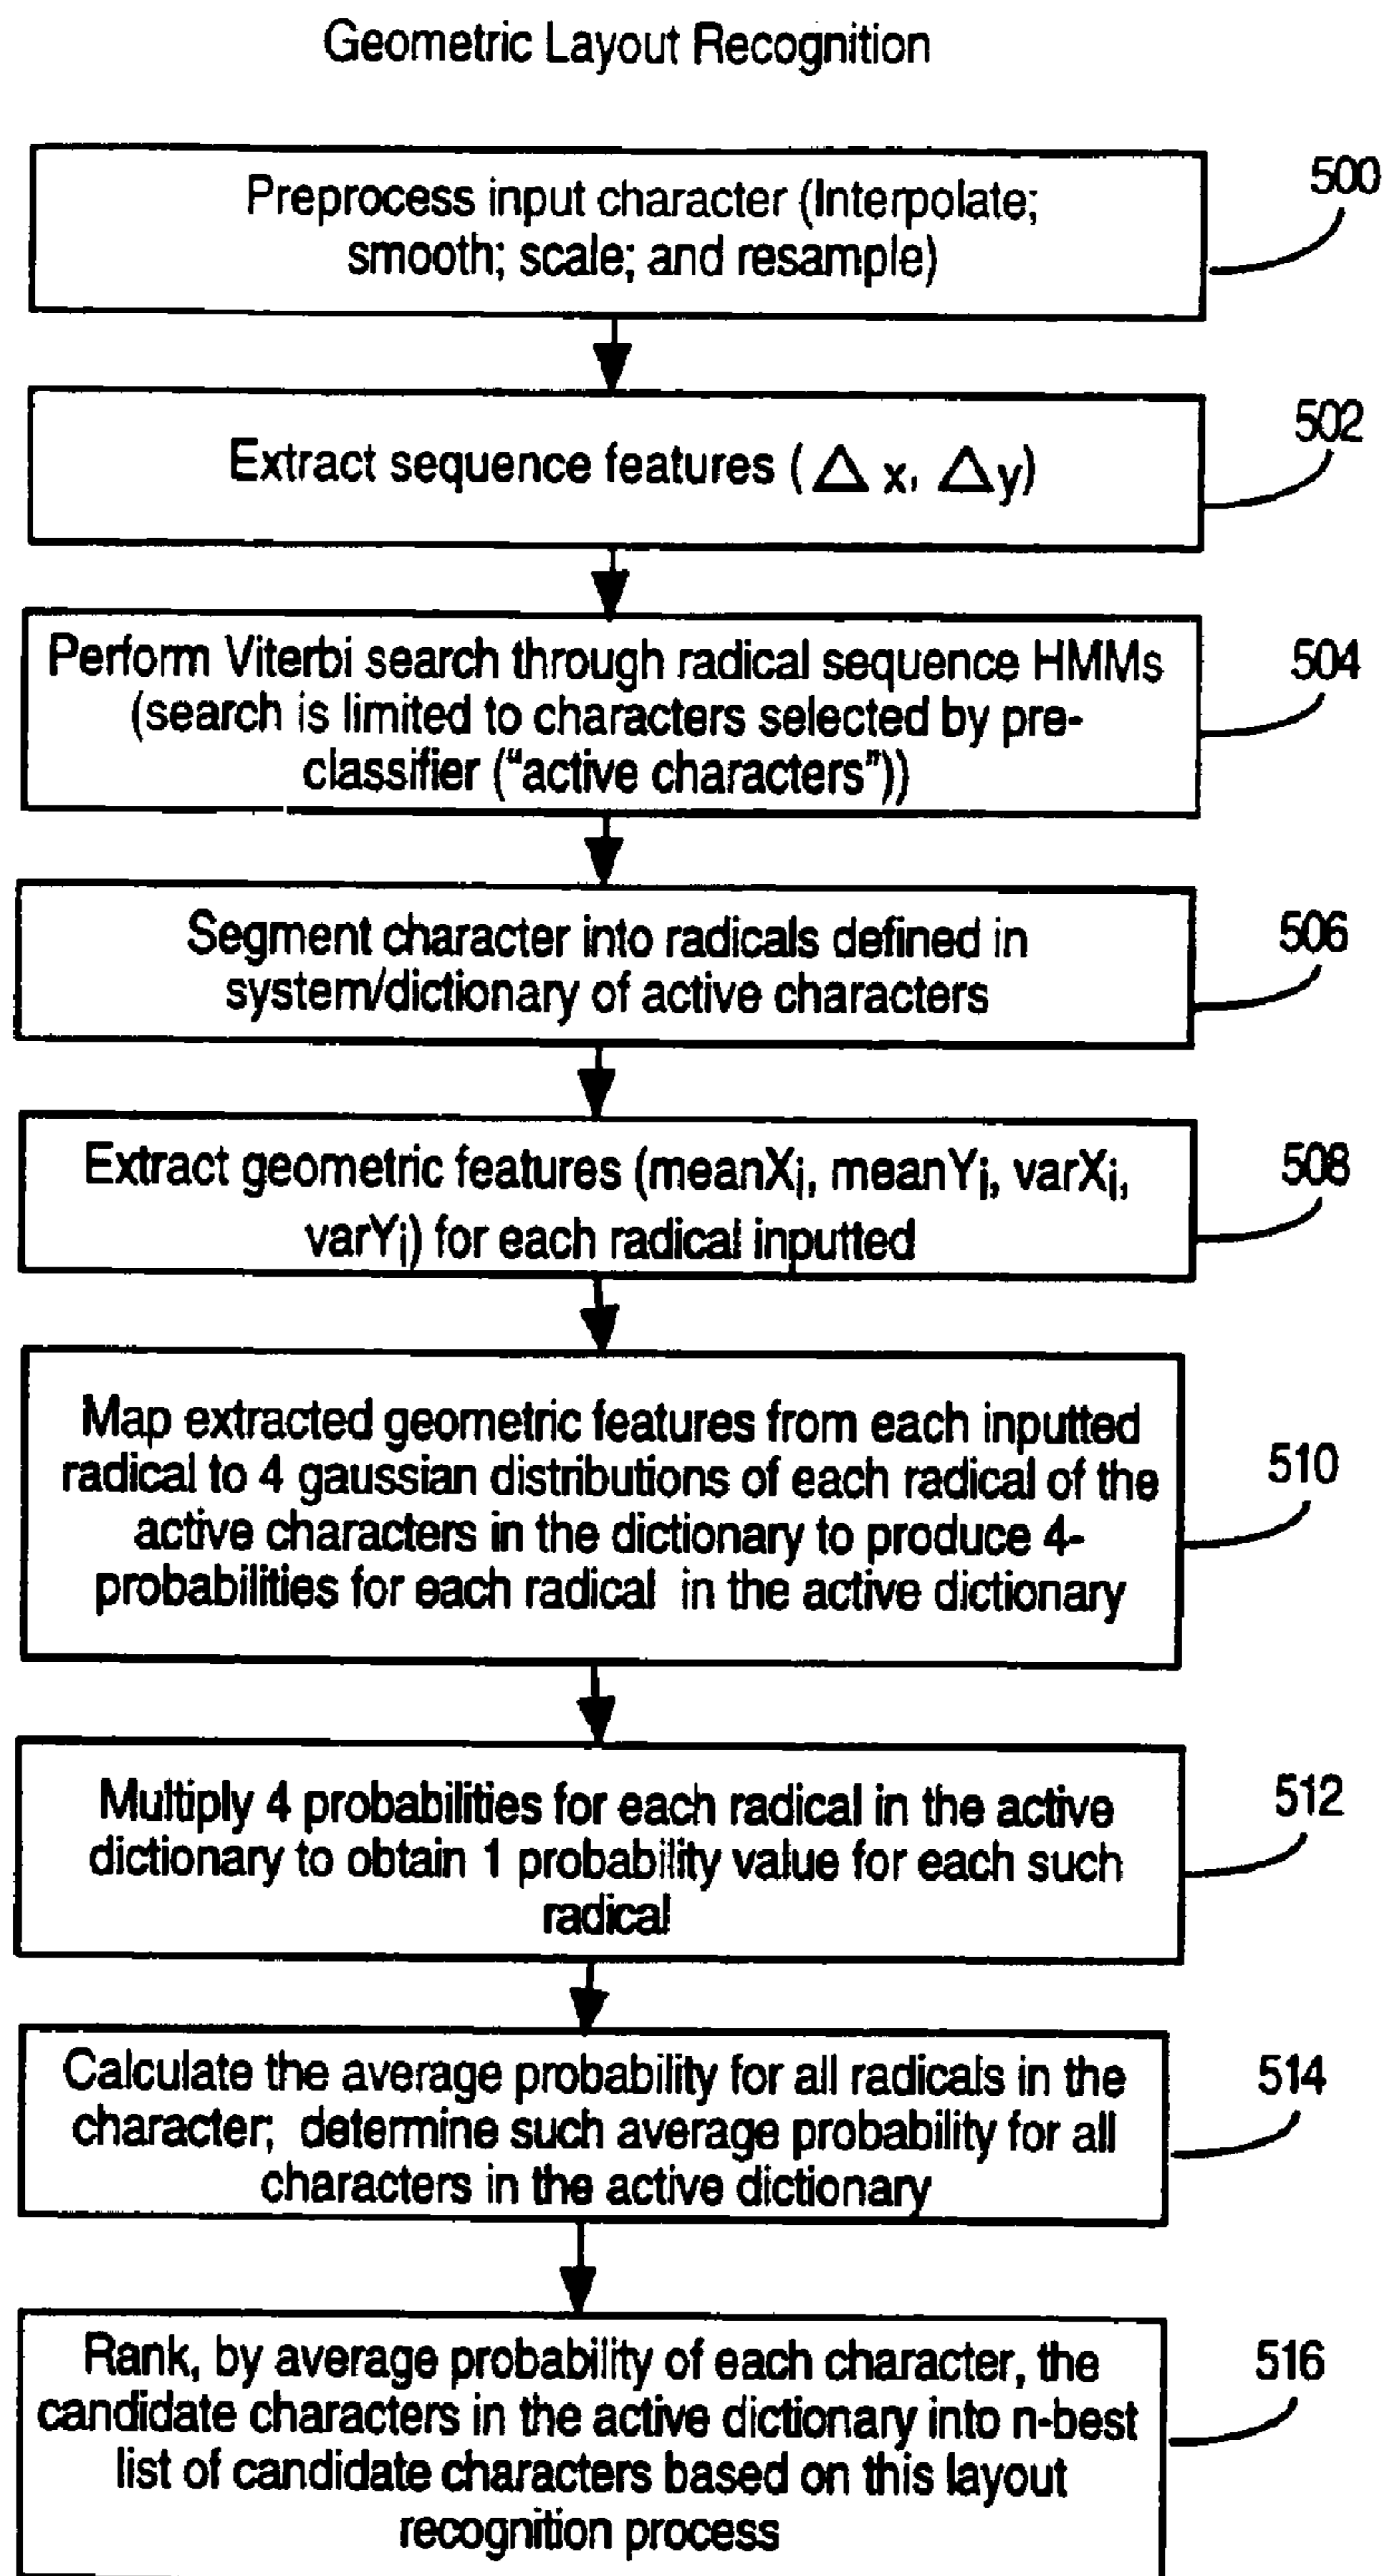 Geometric Layout Recognition
Preprocess input character (Interpolate;
smooth; scale; and resample)
500
Extract sequence features (Δx, Δy)
502
Perform Viterbi search through radical sequence HMMs
(search is limited to characters selected by pre-
classifier (“active characters”))
504
Segment character into radicals defined in
system/dictionary of active characters
506
Extract geometric features (meanXi, meanYi, varXi,
varYi) for each radical inputted
508
Map extracted geometric features from each inputted
radical to 4 gaussian distributions of each radical of the
active characters in the dictionary to produce 4-
probabilities for each radical in the active dictionary
510
Multiply 4 probabilities for each radical in the active
dictionary to obtain 1 probability value for each such
radical
512
Calculate the average probability for all radicals in the
character; determine such average probability for all
characters in the active dictionary
514
Rank, by average probability of each character, the
candidate characters in the active dictionary into n-best
list of candidate characters based on this layout
recognition process
516